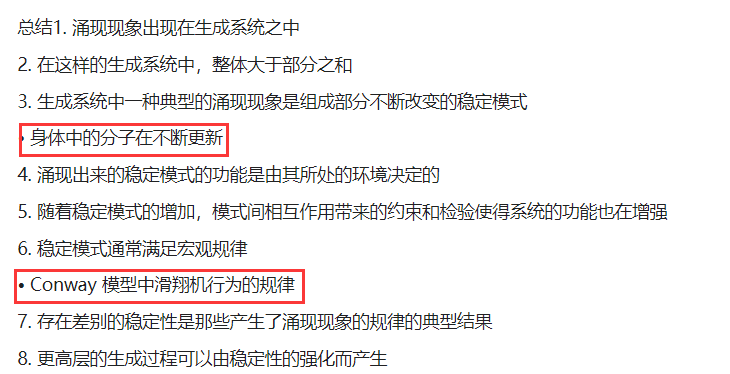 总结1. 涌现现象出现在生成系统之中
2. 在这样的生成系统中，整体大于部分之和
3. 生成系统中一种典型的涌现现象是组成部分不断改变的稳定模式
• 身体中的分子在不断更新
4. 涌现出来的稳定模式的功能是由其所处的环境决定的
5. 随着稳定模式的增加，模式间相互作用带来的约束和检验使得系统的功能也在增强
6. 稳定模式通常满足宏观规律
• Conway 模型中滑翔机行为的规律
7. 存在差别的稳定性是那些产生了涌现现象的规律的典型结果
8. 更高层的生成过程可以由稳定性的强化而产生